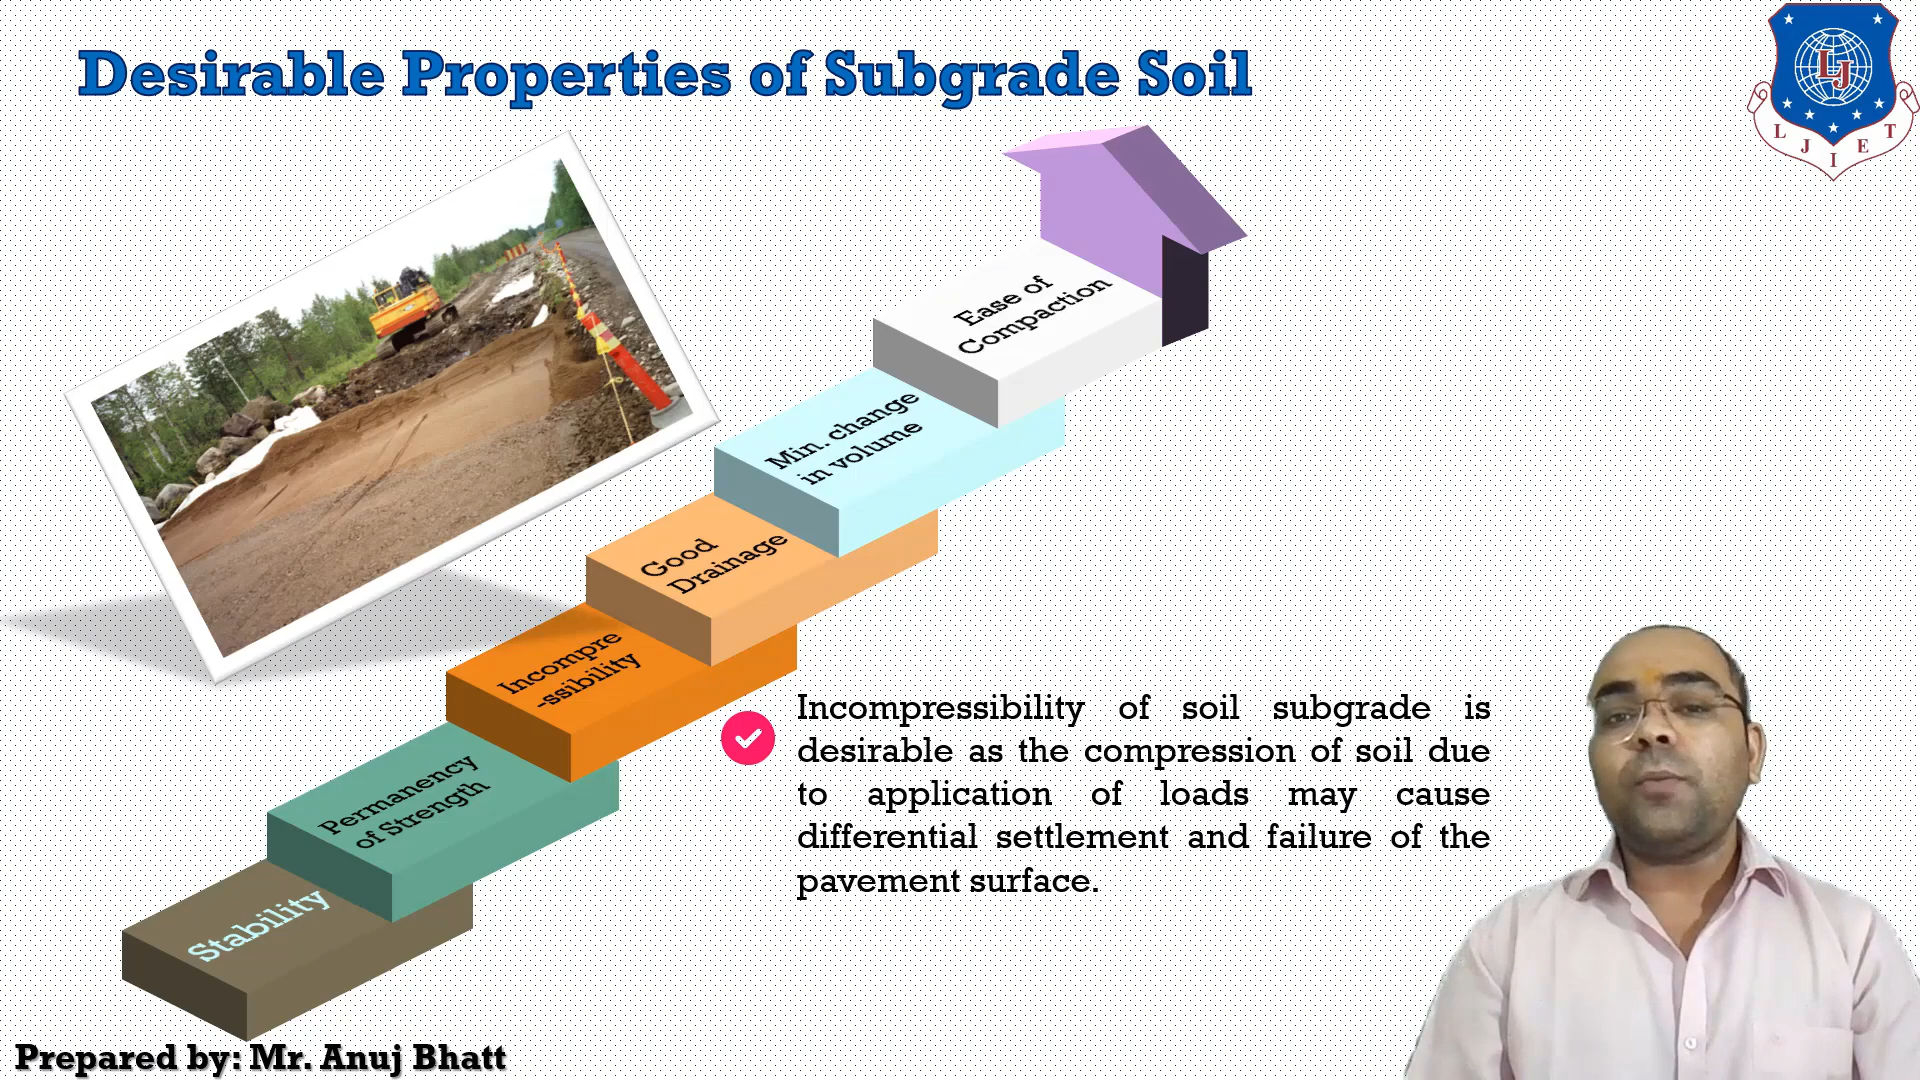 Desirable Properties of Subgrade Soil
LJ
L J I E T
Ease of
Compaction
Min. change
in volume
Good
Drainage
Incompre
-ssibility
Permanency
of Strength
Stability
Incompressibility of soil subgrade is
desirable as the compression of soil due
to application of loads may cause
differential settlement and failure of the
pavement surface.
Prepared by: Mr. Anuj Bhatt